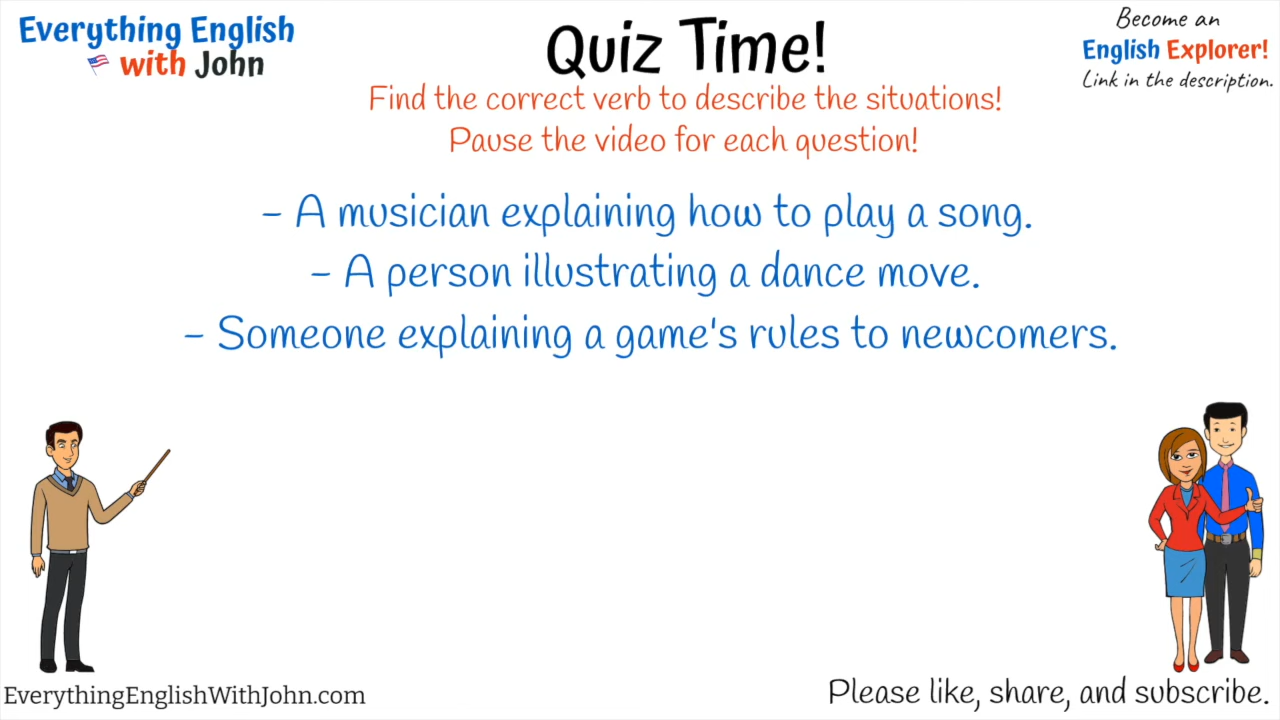 Everything English
with John
Quiz Time!
Become an
English Explorer!
Link in the description.
Find the correct verb to describe the situations!
Pause the video for each question!
- A musician explaining how to play a song.
- A person illustrating a dance move.
- Someone explaining a game's rules to newcomers.
EverythingEnglishWithJohn.com
Please like, share, and subscribe.